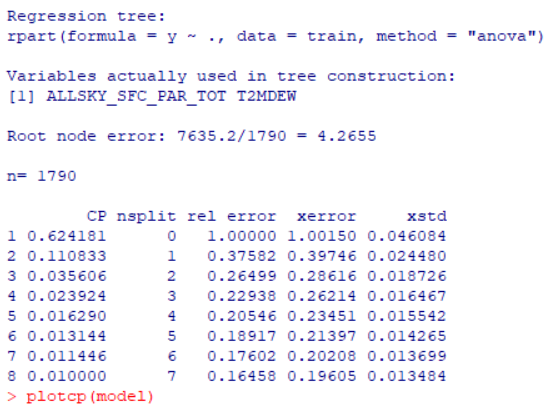 Regression tree:
rpart(formula = y ~ ., data = train, method = "anova")
Variables actually used in tree construction:
[1] ALLSKY_SFC_PAR_TOT T2MDEW
Root node error: 7635.2/1790 = 4.2655
n= 1790
CP nsplit rel error xerror xstd
1 0.624181 0 1.00000 1.00150 0.046084
2 0.110833 1 0.37582 0.39746 0.024480
3 0.035606 2 0.26499 0.28616 0.018726
4 0.023924 3 0.22938 0.26214 0.016467
5 0.016290 4 0.20546 0.23451 0.015542
6 0.013144 5 0.18917 0.21397 0.014265
7 0.011446 6 0.17602 0.20208 0.013699
8 0.010000 7 0.16458 0.19605 0.013484
> plotcp(model)